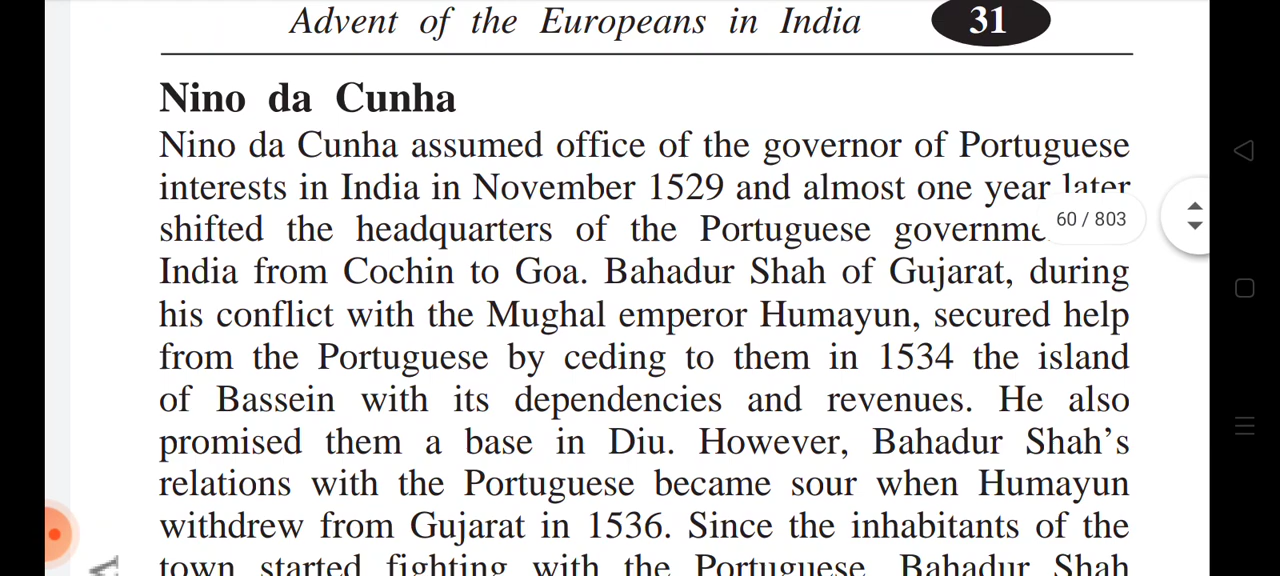 Advent of the Europeans in India 31
Nino da Cunha
Nino da Cunha assumed office of the governor of Portuguese
interests in India in November 1529 and almost one year later
shifted the headquarters of the Portuguese
60 / 803
India from Cochin to Goa. Bahadur Shah of Gujarat, during
his conflict with the Mughal emperor Humayun, secured help
from the Portuguese by ceding to them in 1534 the island
of Bassein with its dependencies and revenues. He also
promised them a base in Diu. However, Bahadur Shah's
relations with the Portuguese became sour when Humayun
withdrew from Gujarat in 1536. Since the inhabitants of the
town started fighting with the Portuguese, Bahadur Shah